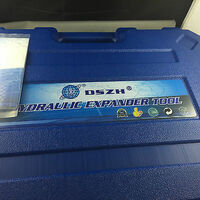 DSZH®
HYDRAULIC EXPANDER TOOL